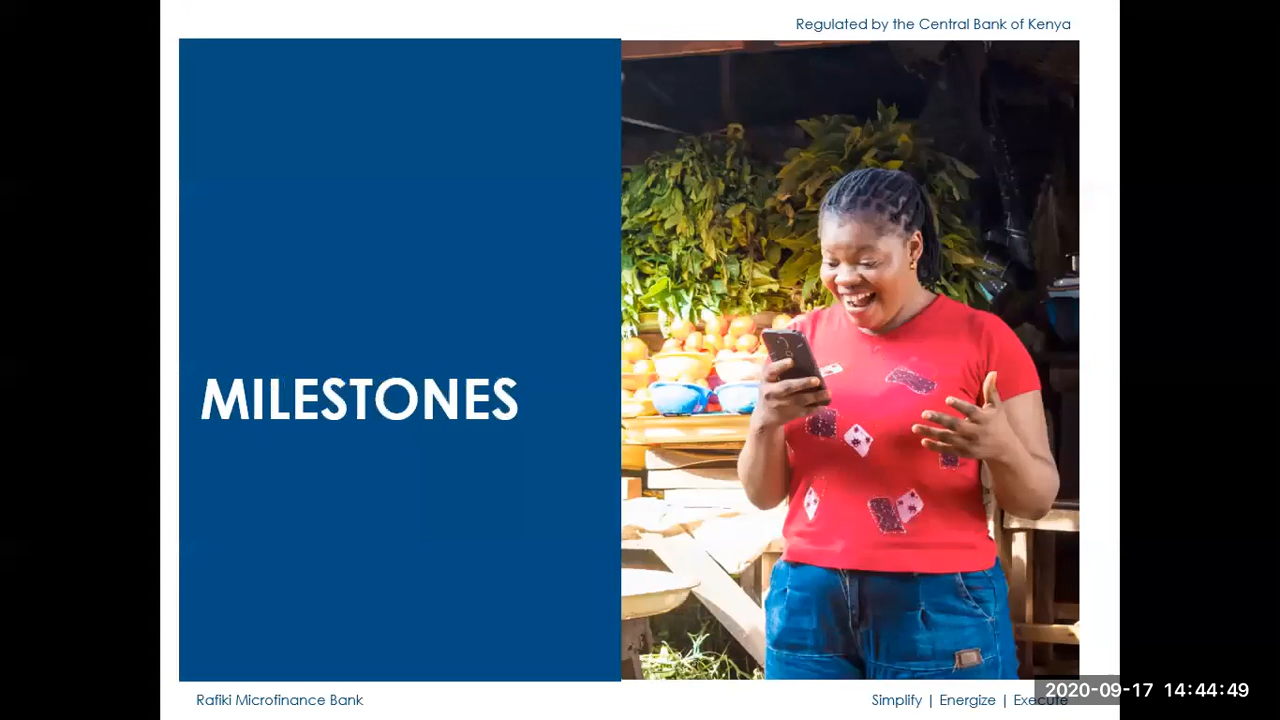 Regulated by the Central Bank of Kenya
MILESTONES
Rafiki Microfinance Bank
Simplify | Energize | Execute
2020-09-17 14:44:49